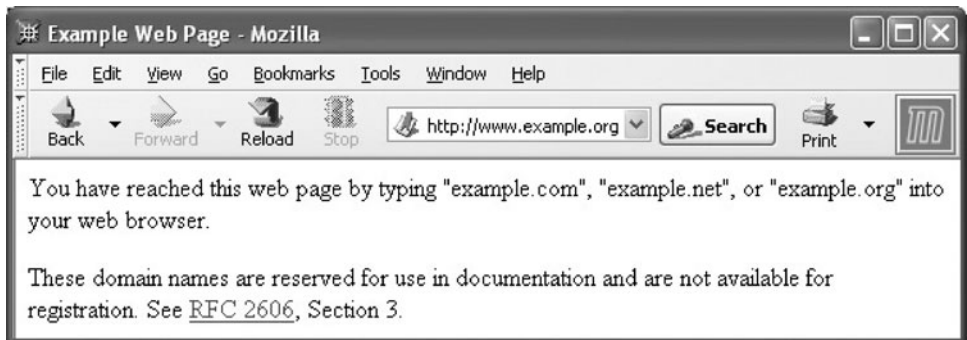 Example Web Page - Mozilla
File Edit View Go Bookmarks Tools Window Help
Back Forward Reload Stop http://www.example.org Search Print
You have reached this web page by typing "example.com", "example.net", or "example.org" into
your web browser.
These domain names are reserved for use in documentation and are not available for
registration. See RFC 2606, Section 3.